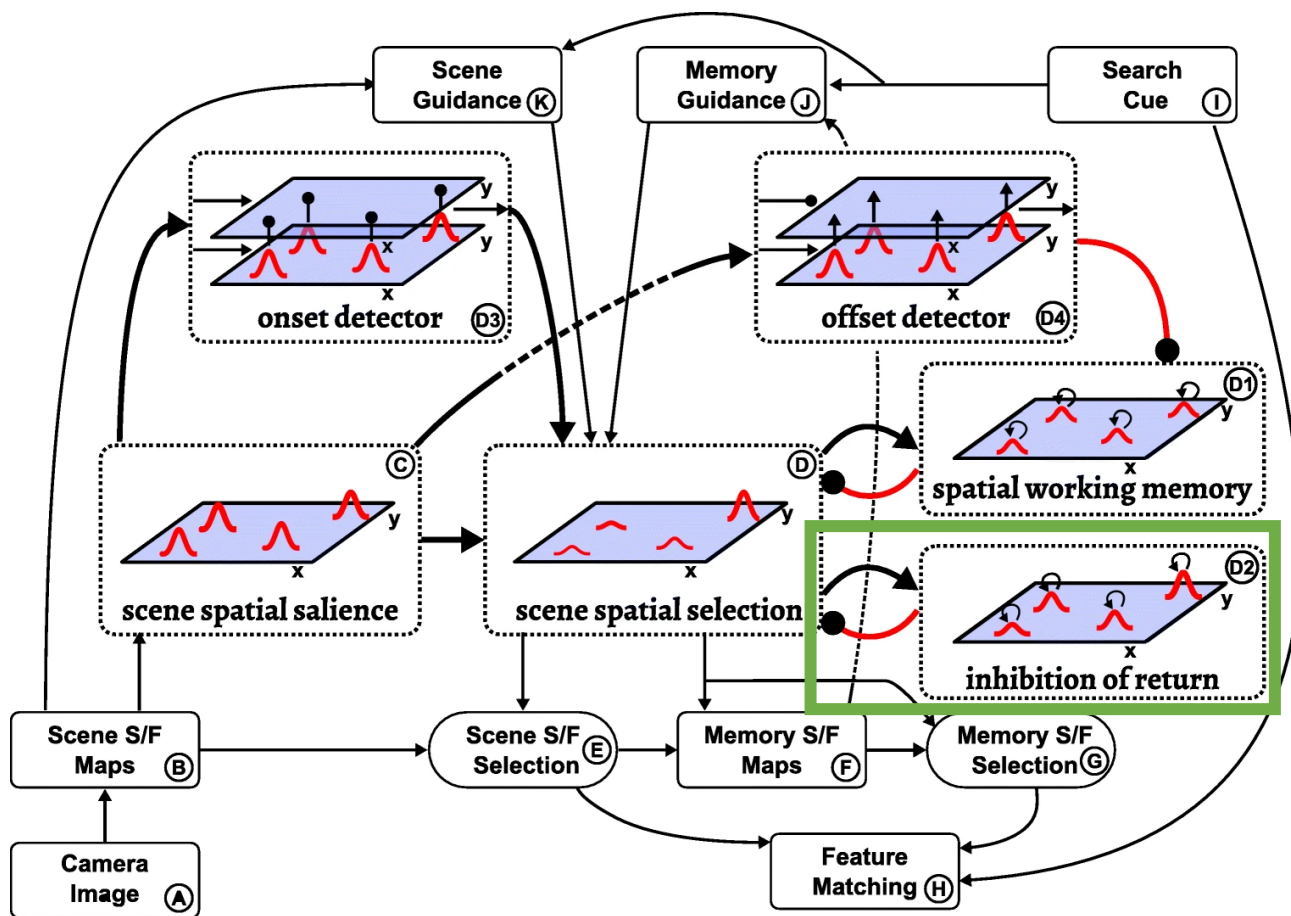 Scene
Guidance K
Memory
Guidance J
Search
Cue I
y
x
y
x
onset detector D3
y
x
y
x
offset detector D4
C
y
x
scene spatial salience
D
y
x
scene spatial selection
D1
y
x
spatial working memory
D2
y
x
inhibition of return
Scene S/F
Maps B
Scene S/F
Selection E
Memory S/F
Maps F
Memory S/F
Selection G
Camera
Image A
Feature
Matching H